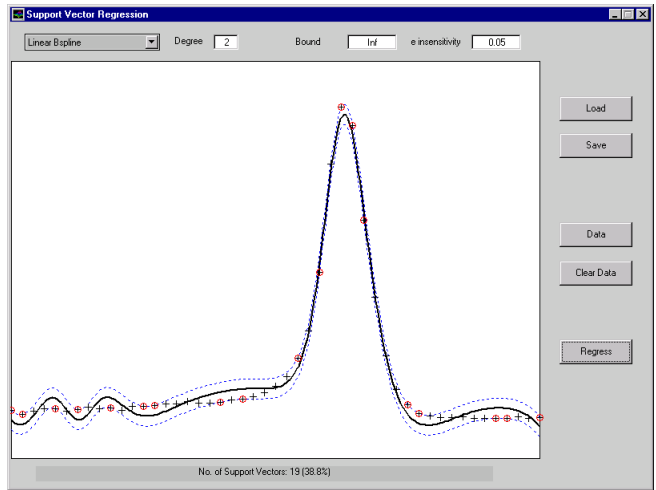 Support Vector Regression
Linear Bspline Degree 2 Bound Inf e insensitivity 0.05
Load
Save
Data
Clear Data
Regress
No. of Support Vectors: 19 (38.8%)